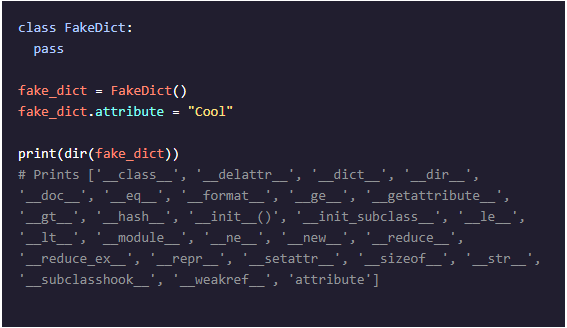 class FakeDict:
  pass
fake_dict = FakeDict()
fake_dict.attribute = "Cool"
print(dir(fake_dict))
# Prints ['__class__', '__delattr__', '__dict__', '__dir__',
'__doc__', '__eq__', '__format__', '__ge__', '__getattribute__',
'__gt__', '__hash__', '__init__()', '__init_subclass__', '__le__',
'__lt__', '__module__', '__ne__', '__new__', '__reduce__',
'__reduce_ex__', '__repr__', '__setattr__', '__sizeof__', '__str__',
'__subclasshook__', '__weakref__', 'attribute']